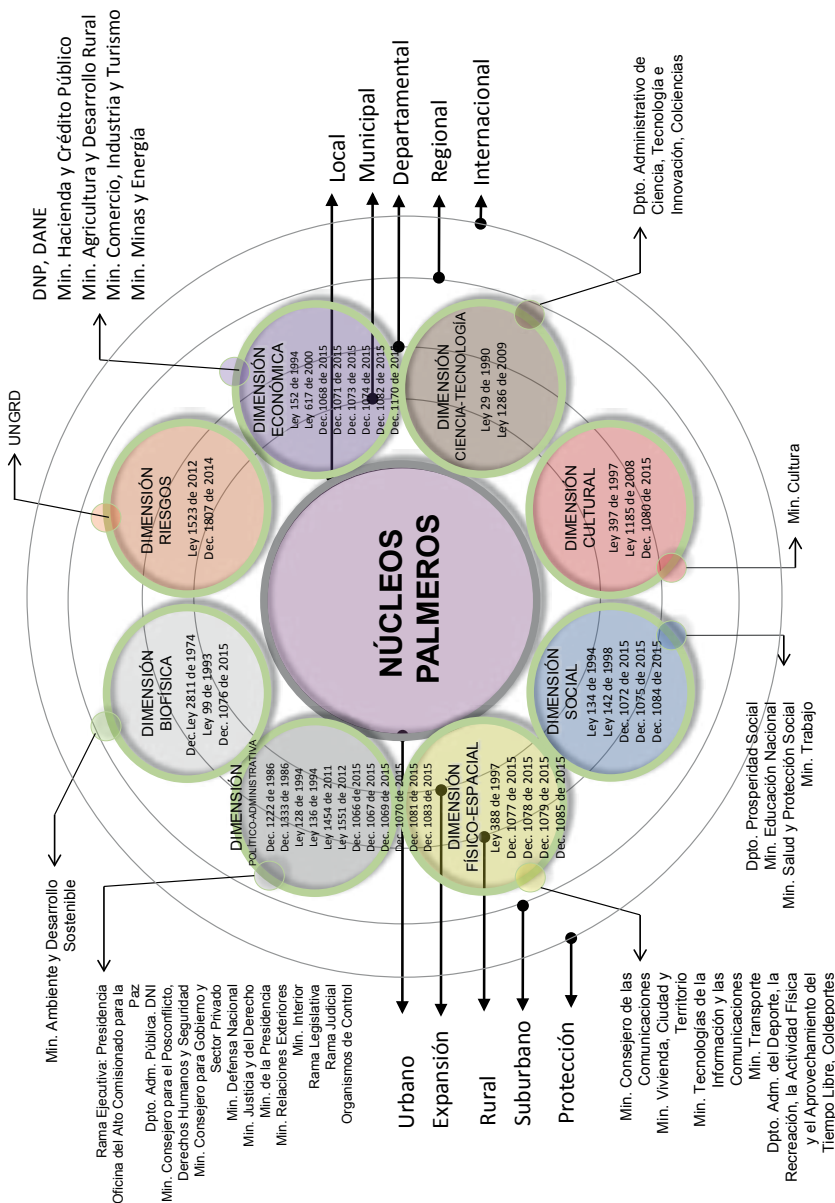 UNGRD
DNP, DANE
Min. Hacienda y Crédito Público
Min. Agricultura y Desarrollo Rural
Min. Comercio, Industria y Turismo
Min. Minas y Energía
Min. Ambiente y Desarrollo
Sostenible
Rama Ejecutiva: Presidencia
Oficina del Alto Comisionado para la
Paz
Dpto. Adm. Pública. DNI
Min. Consejero para el Posconflicto,
Derechos Humanos y Seguridad
Min. Consejero para Gobierno y
Sector Privado
Min. Defensa Nacional
Min. Justicia y del Derecho
Min. de la Presidencia
Min. Relaciones Exteriores
Min. Interior
Rama Legislativa
Rama Judicial
Organismos de Control
DIMENSIÓN
BIOFÍSICA
Dec. Ley 2811 de 1974
Ley 99 de 1993
Dec. 1076 de 2015
DIMENSIÓN
RIESGOS
Ley 1523 de 2012
Dec. 1807 de 2014
DIMENSIÓN
POLÍTICO-ADMINISTRATIVA
Dec. 1222 de 1986
Dec. 1333 de 1986
Ley 128 de 1994
Ley 136 de 1994
Ley 1454 de 2011
Ley 1551 de 2012
Dec. 1066 de 2015
Dec. 1067 de 2015
Dec. 1069 de 2015
Dec. 1070 de 2015
Dec. 1081 de 2015
Dec. 1083 de 2015
DIMENSIÓN
ECONÓMICA
Ley 152 de 1994
Ley 617 de 2000
Dec. 1068 de 2015
Dec. 1071 de 2015
Dec. 1073 de 2015
Dec. 1074 de 2015
Dec. 1082 de 2015
Dec. 1170 de 2015
NÚCLEOS
PALMEROS
Local
Municipal
Departamental
Regional
Internacional
Urbano
Expansión
Rural
Suburbano
Protección
DIMENSIÓN
FÍSICO-ESPACIAL
Ley 388 de 1997
Dec. 1077 de 2015
Dec. 1078 de 2015
Dec. 1079 de 2015
Dec. 1085 de 2015
DIMENSIÓN
CIENCIA-TECNOLOGÍA
Ley 29 de 1990
Ley 1286 de 2009
DIMENSIÓN
SOCIAL
Ley 134 de 1994
Ley 142 de 1998
Dec. 1072 de 2015
Dec. 1075 de 2015
Dec. 1084 de 2015
DIMENSIÓN
CULTURAL
Ley 397 de 1997
Ley 1185 de 2008
Dec. 1080 de 2015
Min. Consejero de las
Comunicaciones
Min. Vivienda, Ciudad y
Territorio
Min. Tecnologías de la
Información y las
Comunicaciones
Min. Transporte
Dpto. Adm. del Deporte, la
Recreación, la Actividad Física
y el Aprovechamiento del
Tiempo Libre, Coldeportes
Dpto. Prosperidad Social
Min. Educación Nacional
Min. Salud y Protección Social
Min. Trabajo
Min. Cultura
Dpto. Administrativo de
Ciencia, Tecnología e
Innovación, Colciencias